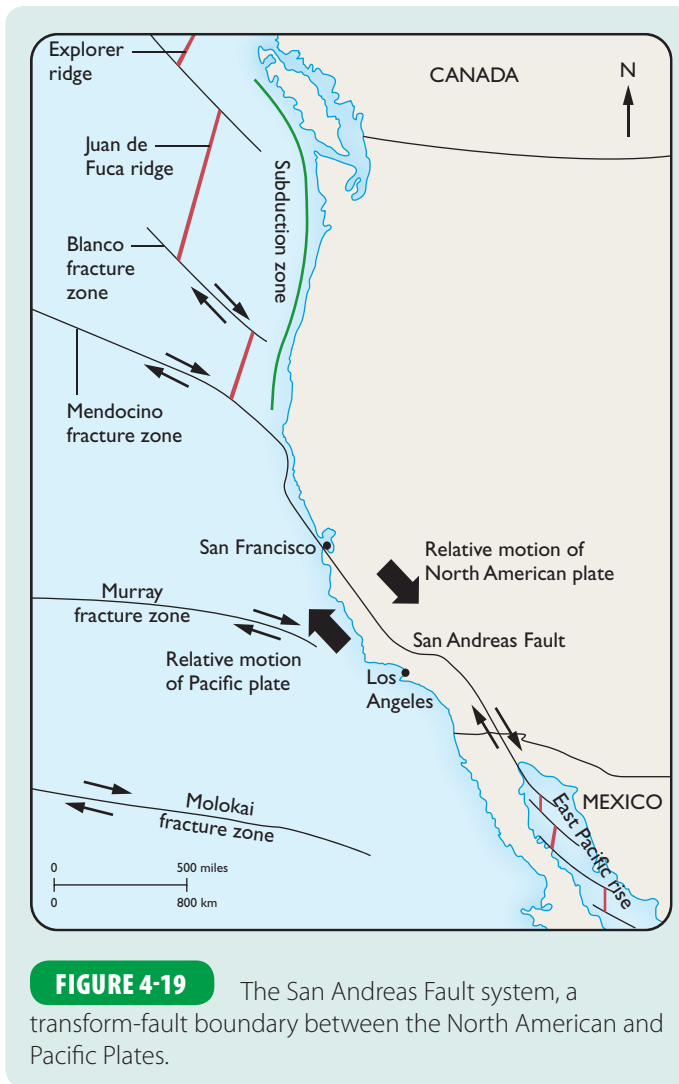 Explorer
ridge
CANADA
N
Juan de
Fuca ridge
Subduction zone
Blanco
fracture
zone
Mendocino
fracture zone
San Francisco
Relative motion of
North American plate
Murray
fracture zone
San Andreas Fault
Relative motion
of Pacific plate
Los
Angeles
MEXICO
East Pacific rise
Molokai
fracture zone
0 500 miles
0 800 km
FIGURE 4-19 The San Andreas Fault system, a
transform-fault boundary between the North American and
Pacific Plates.